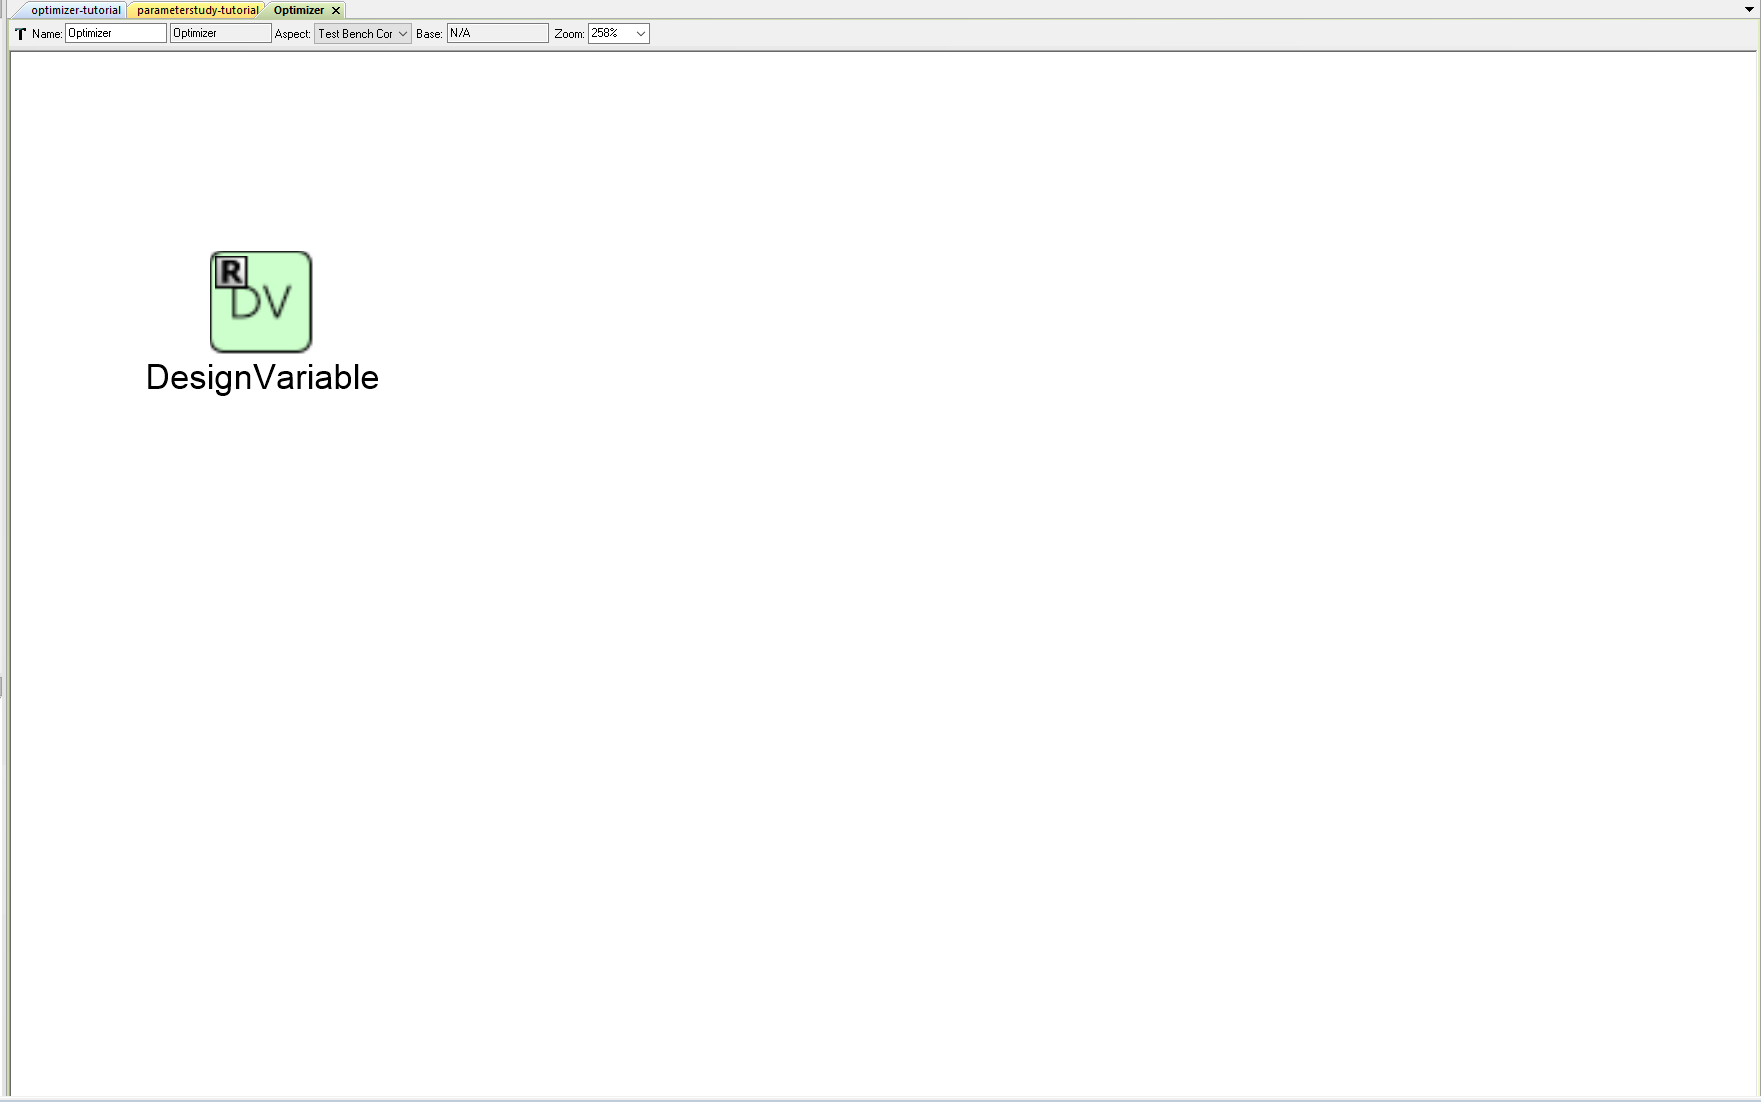 optimizer-tutorial parameterstudy-tutorial Optimizer
T Name: Optimizer Optimizer Aspect: Test Bench Cor Base: N/A Zoom: 258%
R
DV
DesignVariable